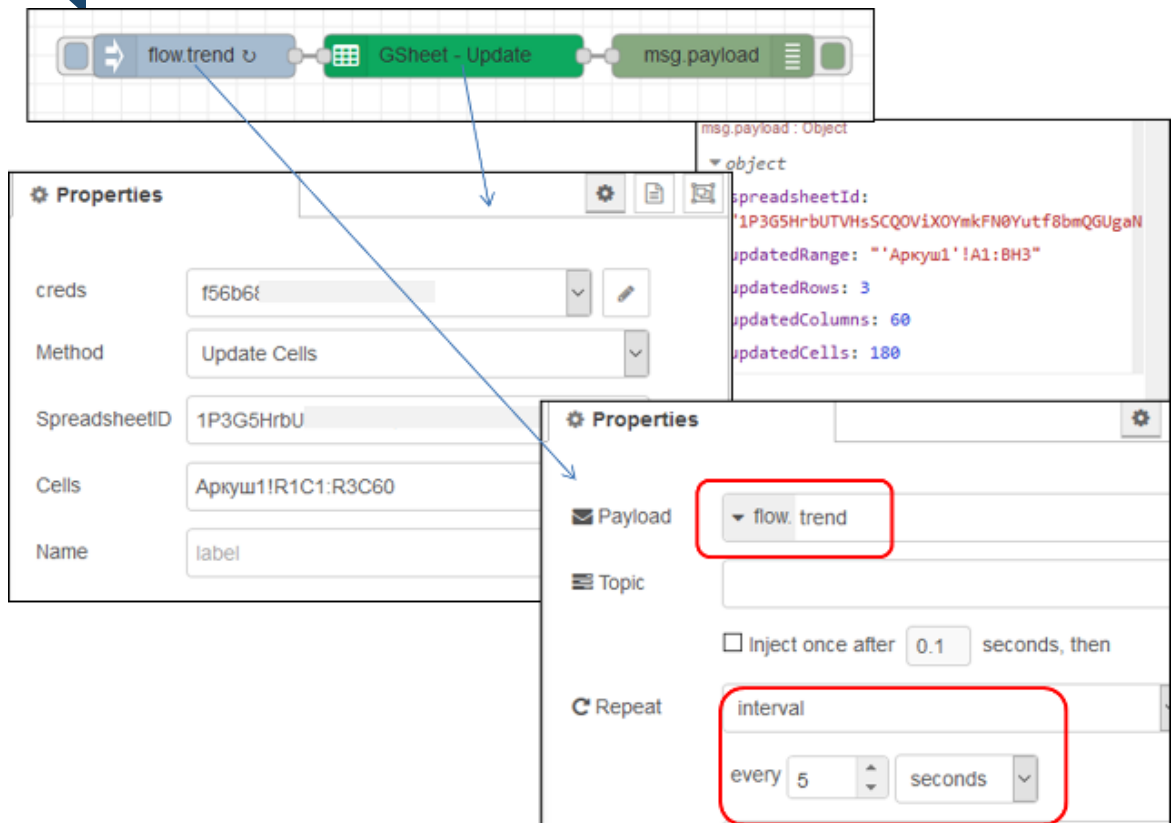 flow.trend ↻
GSheet - Update
msg.payload
msg.payload : Object
object
spreadsheetId:
"1P3G5HrbUTVHsSCQOViXOYmkFN0Yutf8bmQGUgaN
updatedRange: "'Аркуш1'!A1:BH3"
updatedRows: 3
updatedColumns: 60
updatedCells: 180
Properties
creds f56b68
Method Update Cells
SpreadsheetID 1P3G5HrbU
Cells Аркуш1!R1C1:R3C60
Name label
Properties
Payload flow. trend
Topic
Inject once after 0.1 seconds, then
Repeat interval
every 5 seconds